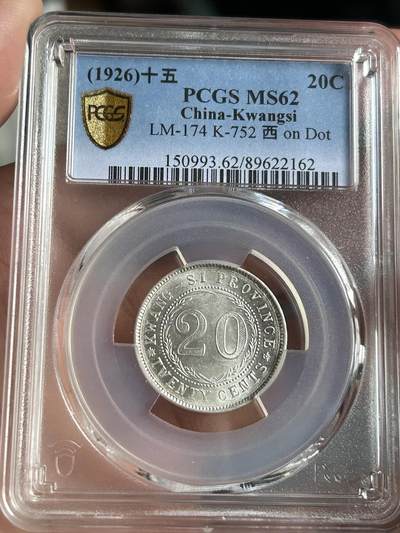 (1926)十五 20C
PCGS MS62
China-Kwangsi
LM-174 K-752 西 on Dot
150993.62/89622162
PCGS
KWANG-SI PROVINCE
20
TWENTY CENTS